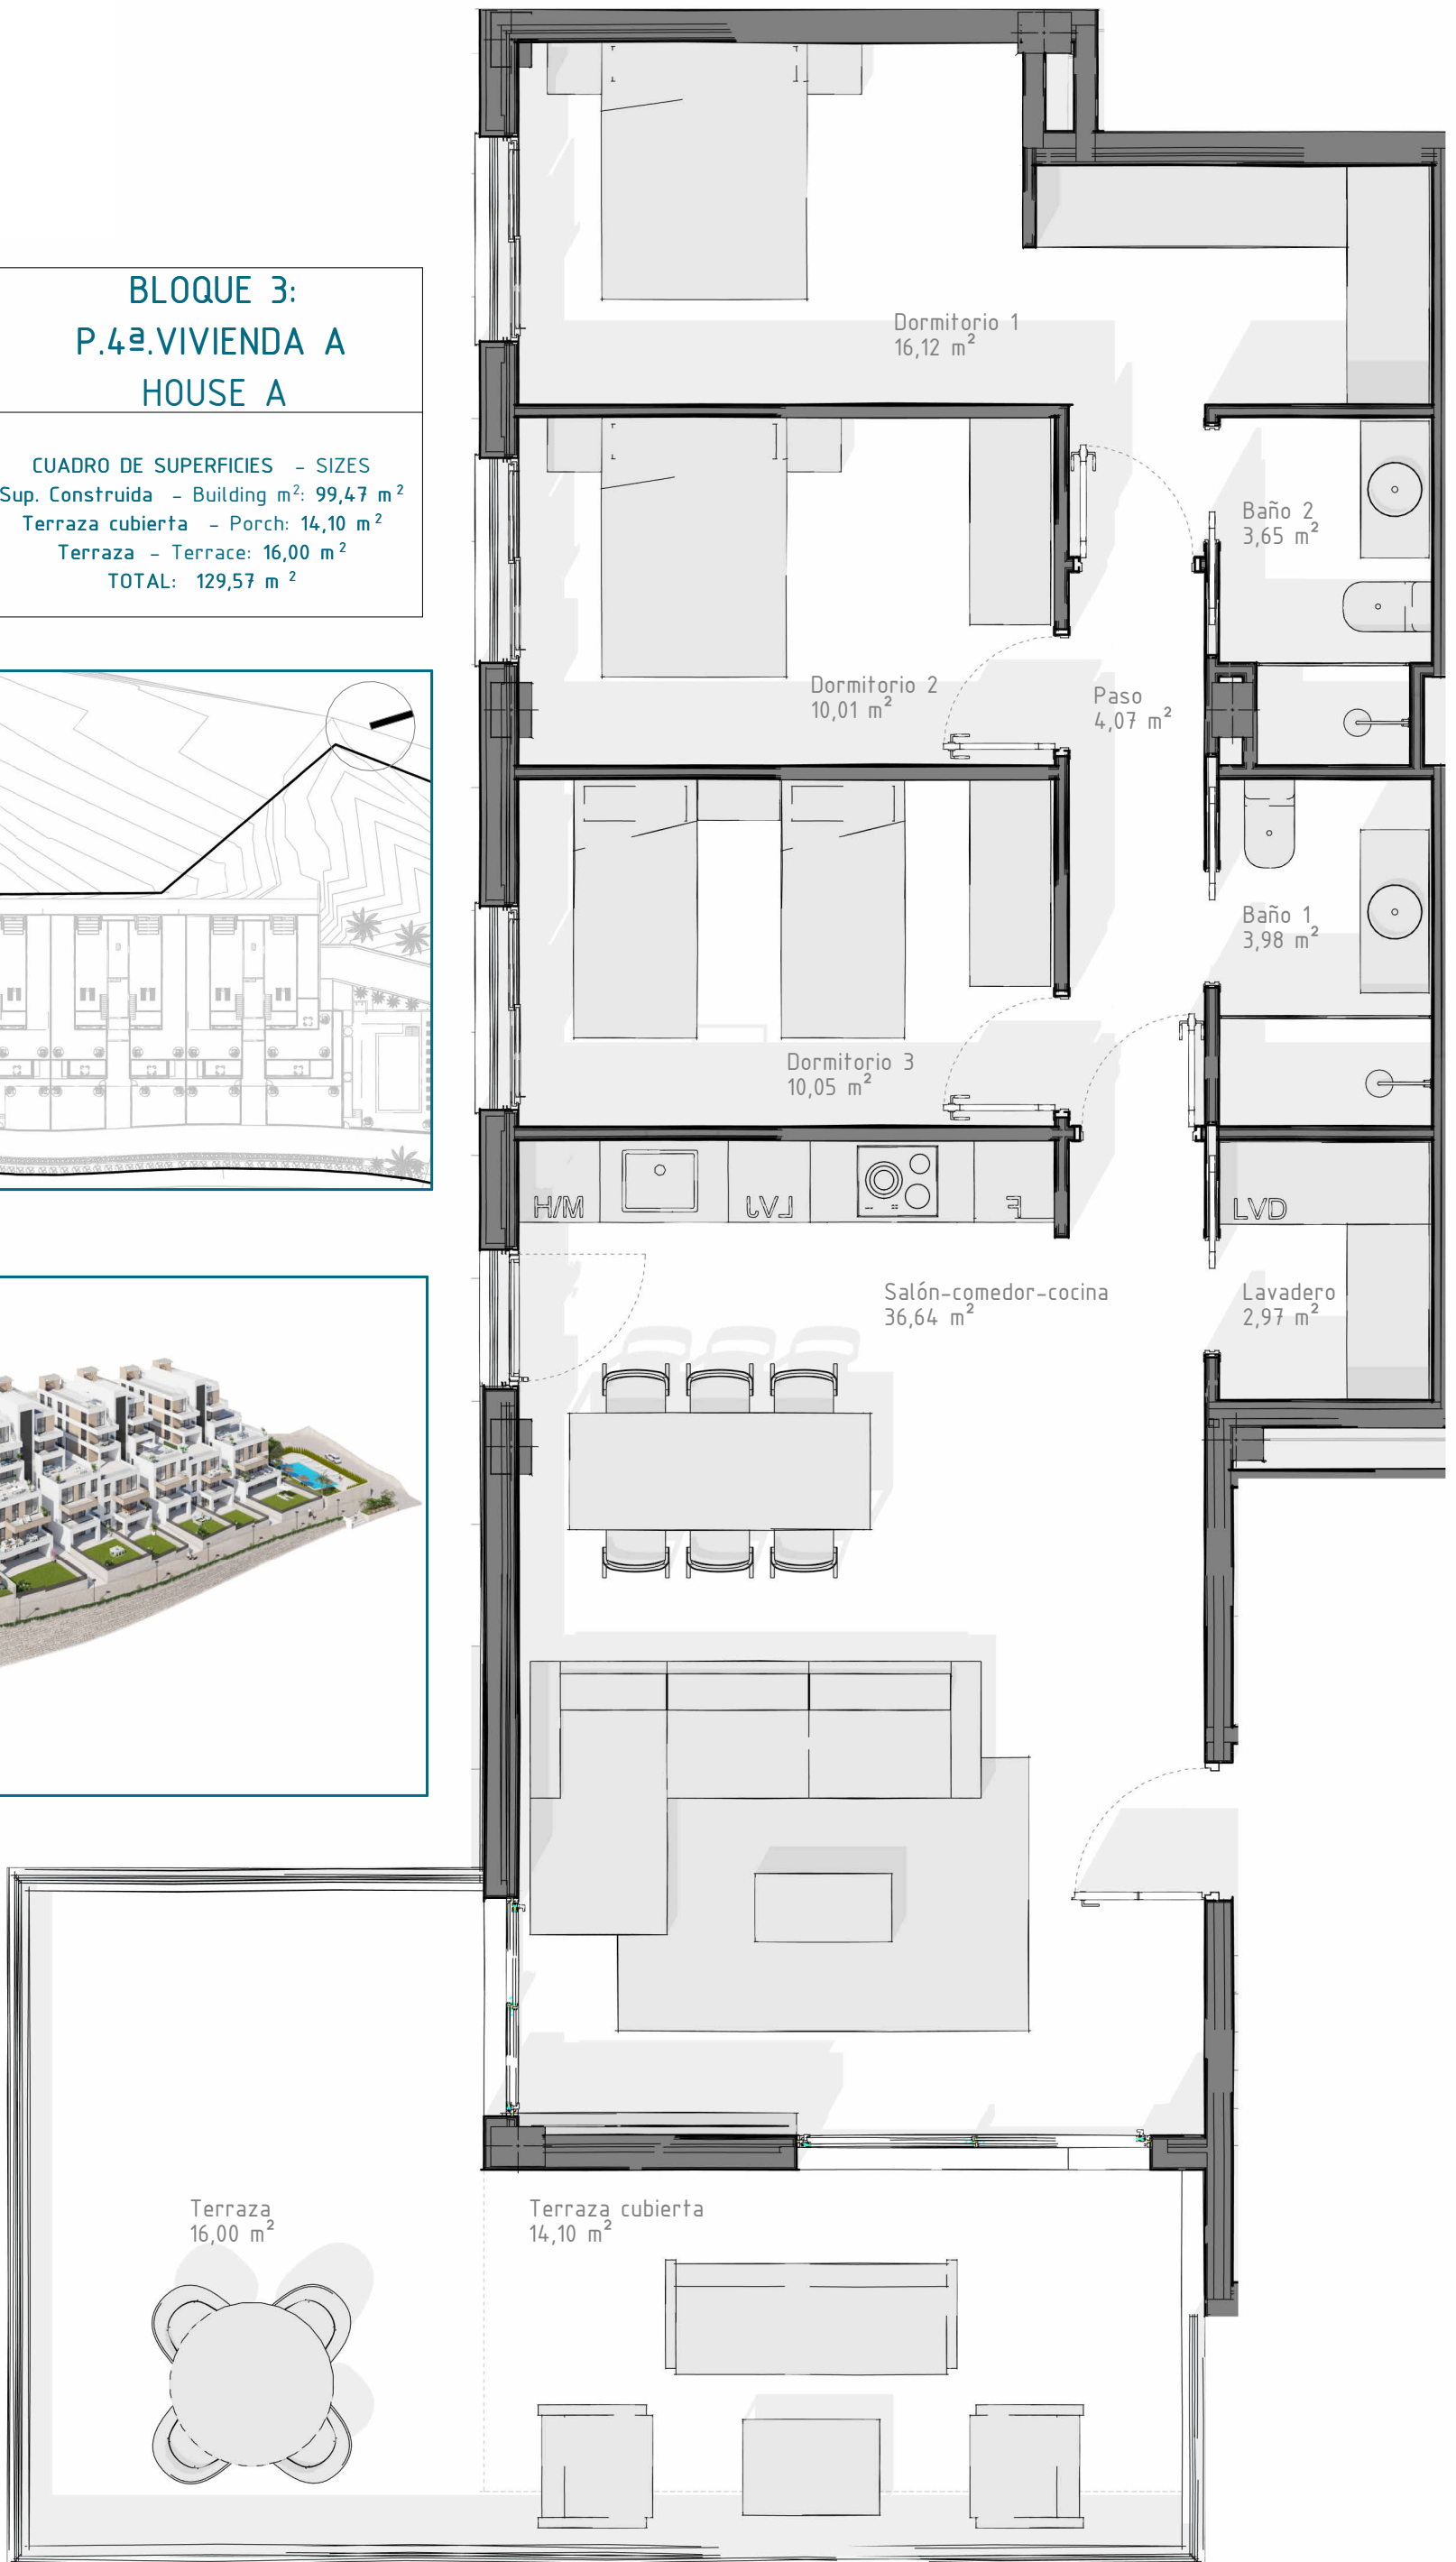 BLOQUE 3:
P.4ª.VIVIENDA A
HOUSE A
CUADRO DE SUPERFICIES - SIZES
Sup. Construida - Building m²: 99,47 m²
Terraza cubierta - Porch: 14,10 m²
Terraza - Terrace: 16,00 m²
TOTAL: 129,57 m²
Dormitorio 1
16,12 m²
Baño 2
3,65 m²
Dormitorio 2
10,01 m²
Paso
4,07 m²
Baño 1
3,98 m²
Dormitorio 3
10,05 m²
H/M
LVJ
F
LVD
Salón-comedor-cocina
36,64 m²
Lavadero
2,97 m²
Terraza
16,00 m²
Terraza cubierta
14,10 m²